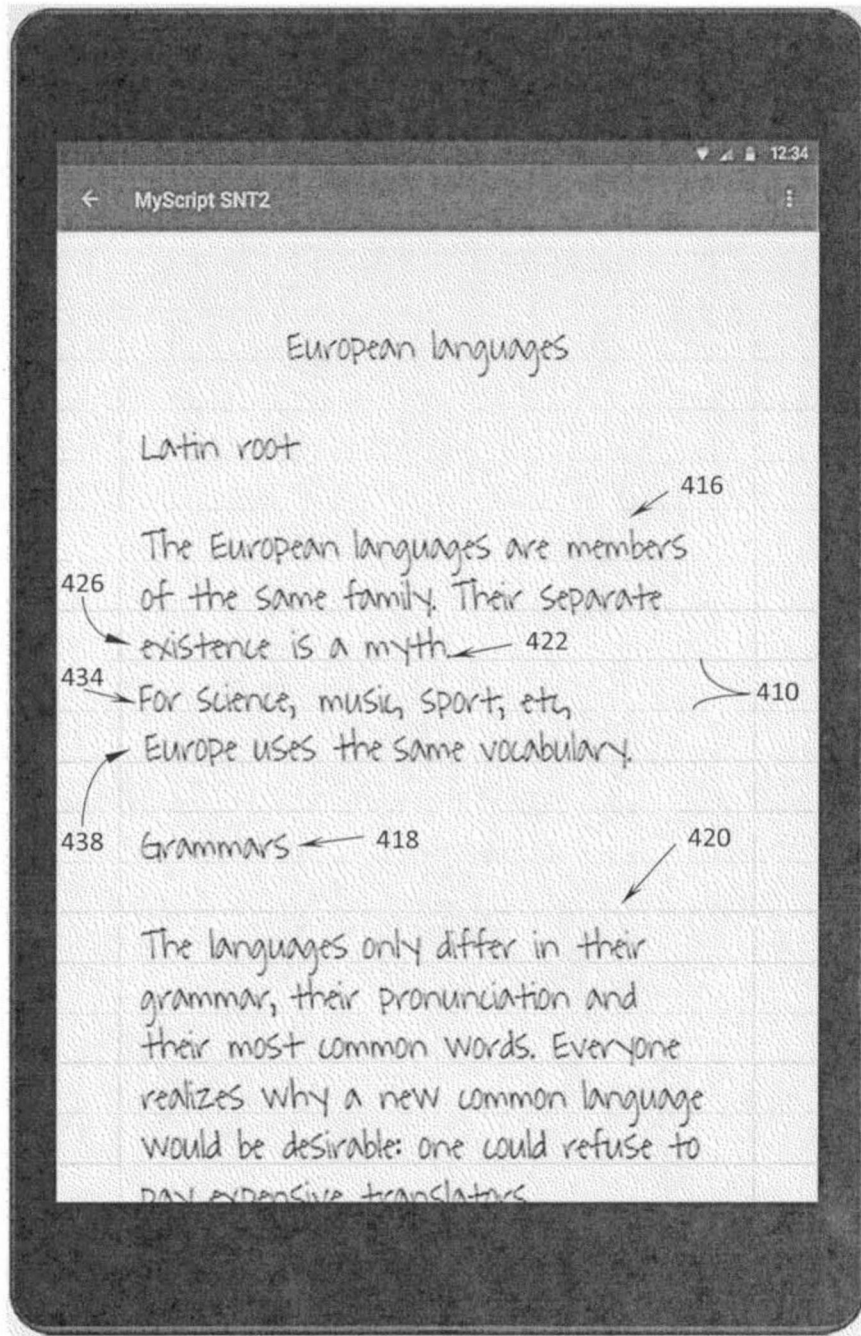 12:34
MyScript SNT2
European languages
Latin root
416
The European languages are members
426
of the same family. Their separate
existence is a myth. 422
434
For science, music, sport, etc, 410
Europe uses the same vocabulary.
438 Grammars 418 420
The languages only differ in their
grammar, their pronunciation and
their most common words. Everyone
realizes why a new common language
would be desirable: one could refuse to
pay expensive translators